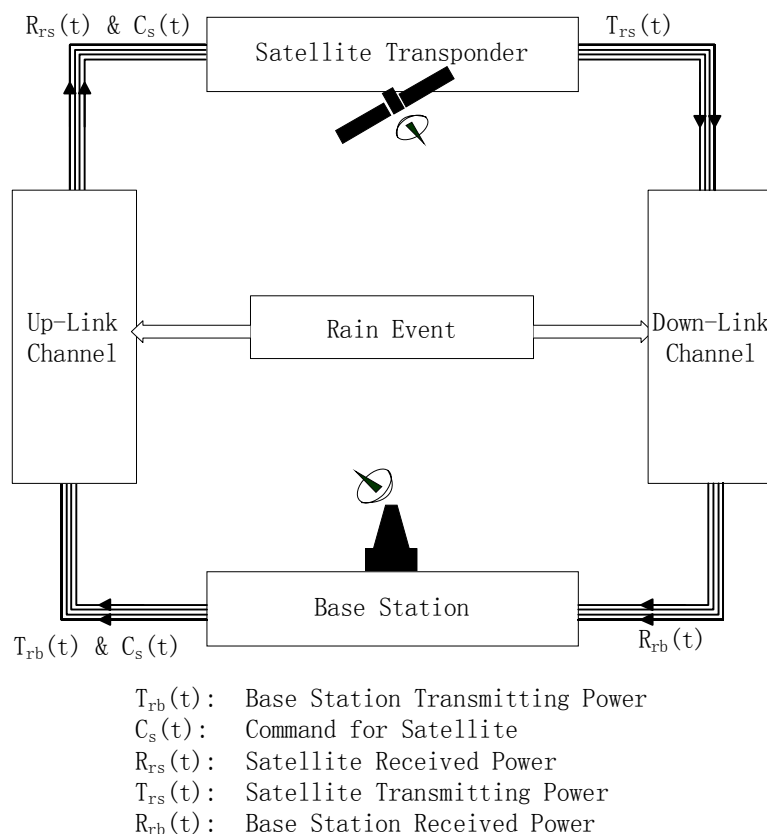 R_rs(t) & C_s(t)
T_rs(t)
Satellite Transponder
Up-Link
Channel
Rain Event
Down-Link
Channel
Base Station
T_rb(t) & C_s(t)
R_rb(t)
T_rb(t): Base Station Transmitting Power
C_s(t): Command for Satellite
R_rs(t): Satellite Received Power
T_rs(t): Satellite Transmitting Power
R_rb(t): Base Station Received Power